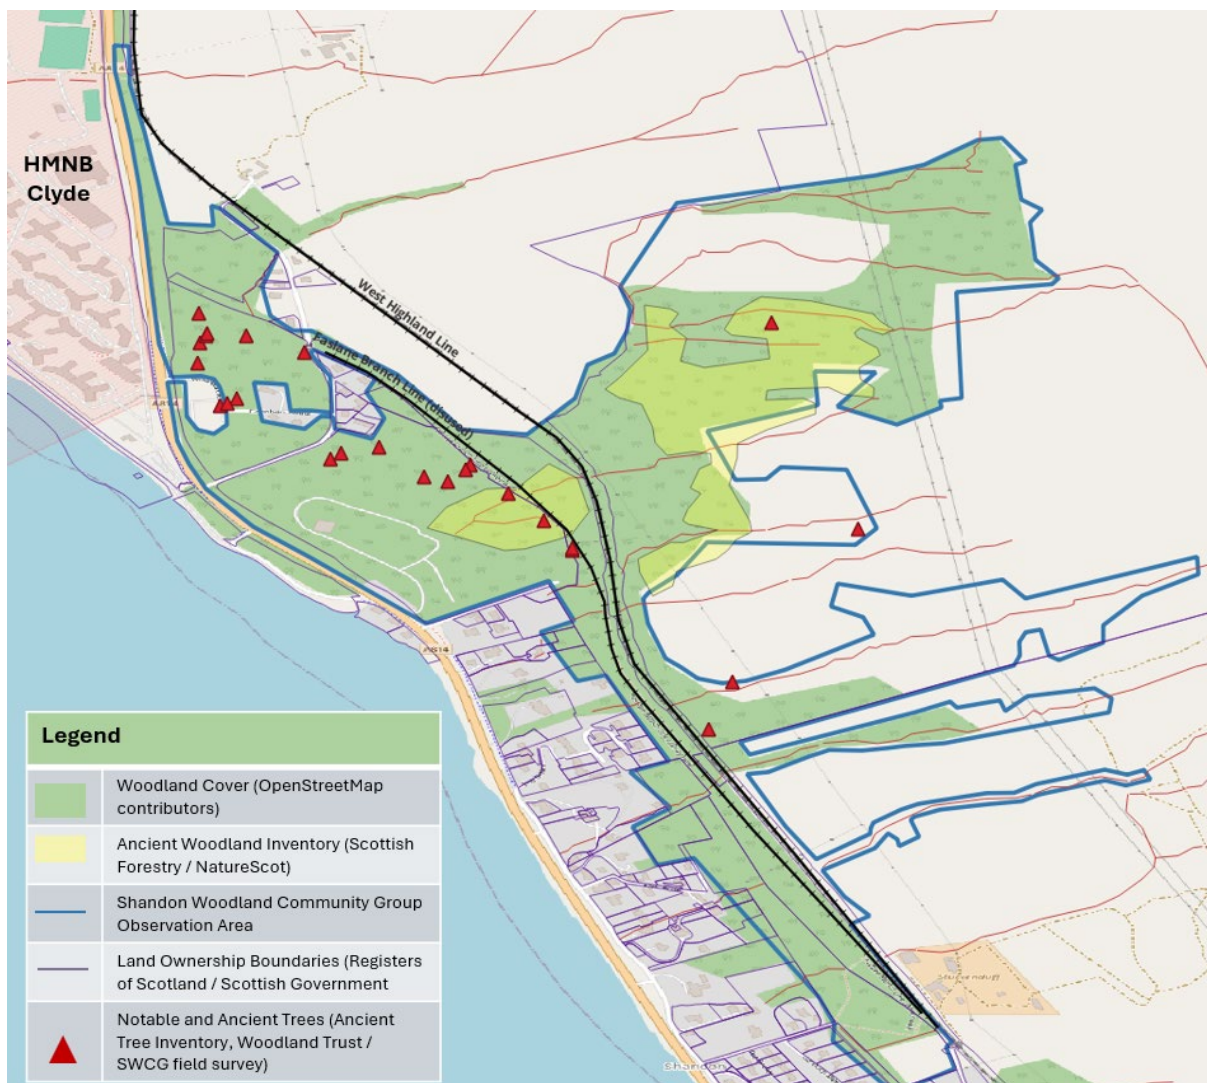 HMNB
Clyde
West Highland Line
Faslane Branch Line (disused)
A814
Shandon
Legend
Woodland Cover (OpenStreetMap
contributors)
Ancient Woodland Inventory (Scottish
Forestry / NatureScot)
Shandon Woodland Community Group
Observation Area
Land Ownership Boundaries (Registers
of Scotland / Scottish Government
Notable and Ancient Trees (Ancient
Tree Inventory, Woodland Trust /
SWCG field survey)